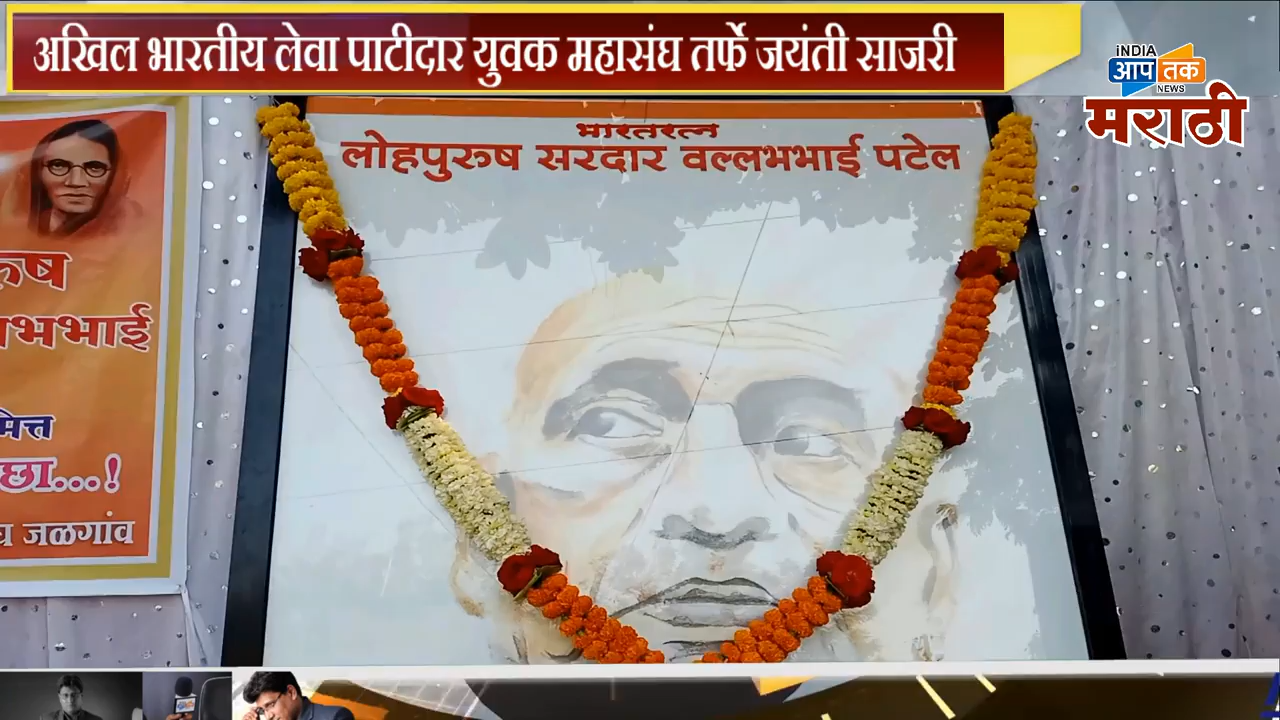 अखिल भारतीय लेवा पाटीदार युवक महासंघ तर्फे जयंती साजरी
INDIA
आप तक
NEWS
मराठी
भारतरत्न
लोहपुरुष सरदार वल्लभभाई पटेल
जळगांव